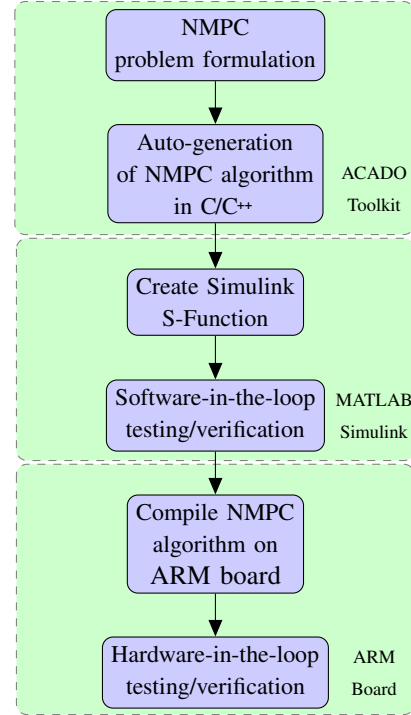 NMPC
problem formulation
Auto-generation
of NMPC algorithm
in C/C++
ACADO
Toolkit
Create Simulink
S-Function
Software-in-the-loop
testing/verification
MATLAB
Simulink
Compile NMPC
algorithm on
ARM board
Hardware-in-the-loop
testing/verification
ARM
Board